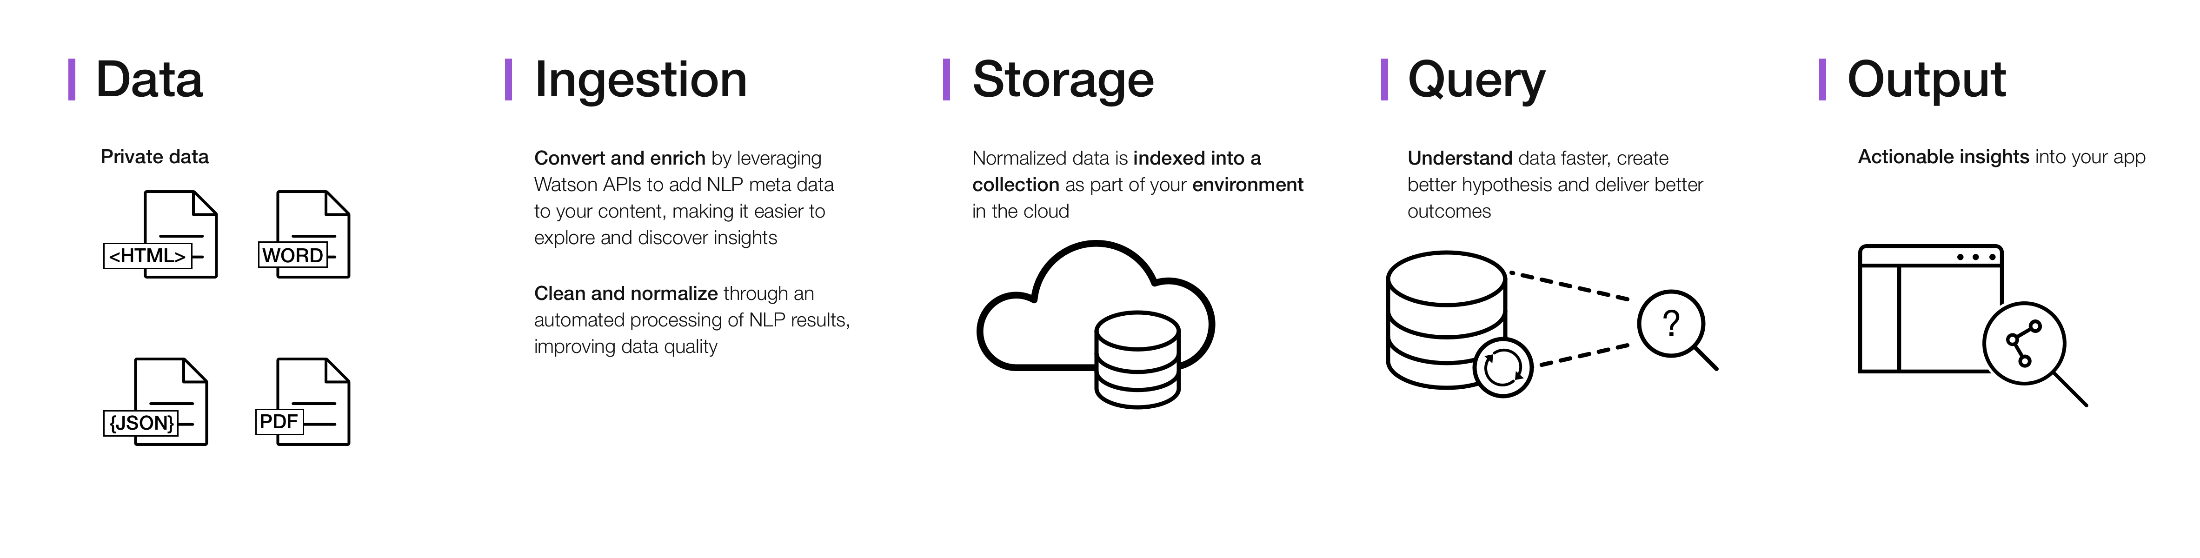 Data
Private data
<HTML>
WORD
{JSON}
PDF
Ingestion
Convert and enrich by leveraging
Watson APIs to add NLP meta data
to your content, making it easier to
explore and discover insights
Clean and normalize through an
automated processing of NLP results,
improving data quality
Storage
Normalized data is indexed into a
collection as part of your environment
in the cloud
Query
Understand data faster, create
better hypothesis and deliver better
outcomes
?
Output
Actionable insights into your app